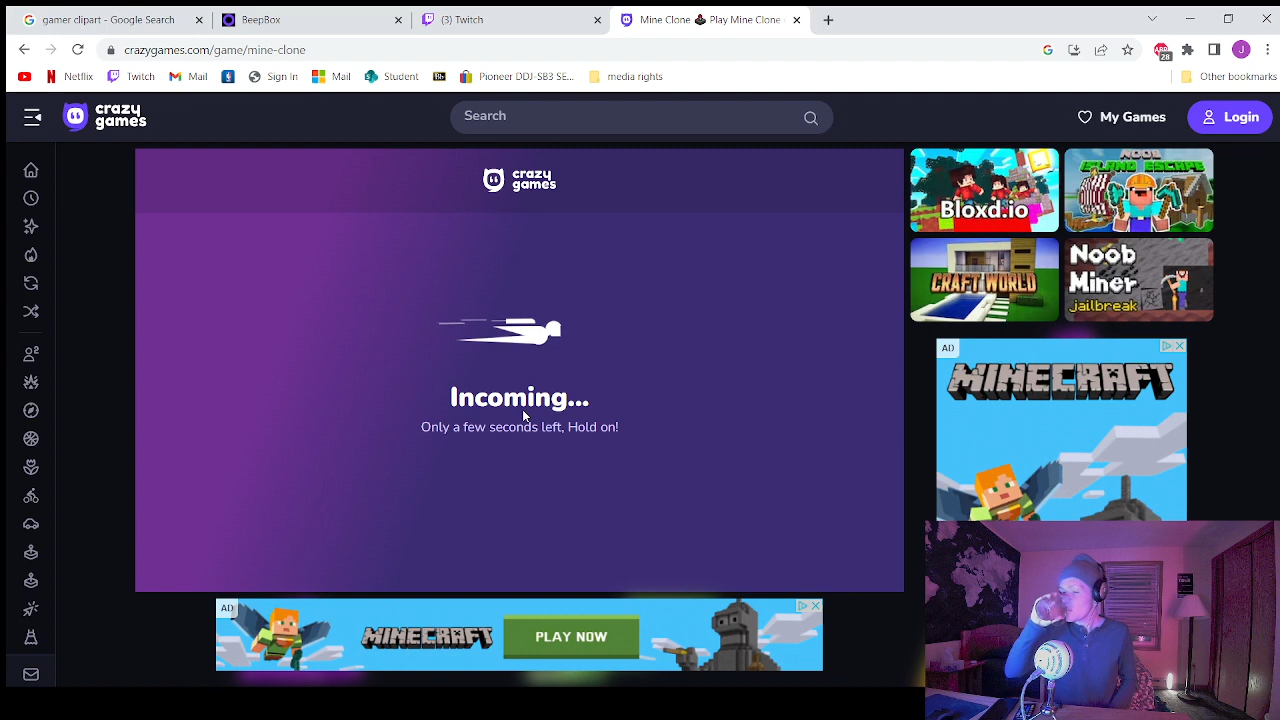 gamer clipart - Google Search
BeepBox
(3) Twitch
Mine Clone Play Mine Clone
crazygames.com/game/mine-clone
28
J
Netflix
Twitch
Mail
Sign In
Mail
Student
Pioneer DDJ-SB3 SE...
media rights
Other bookmarks
crazy games
Search
My Games
Login
crazy games
Incoming...
Only a few seconds left, Hold on!
Bloxd.io
NOOB ISLAND ESCAPE
CRAFT WORLD
Noob Miner jailbreak
AD
MINECRAFT
AD
MINECRAFT
PLAY NOW